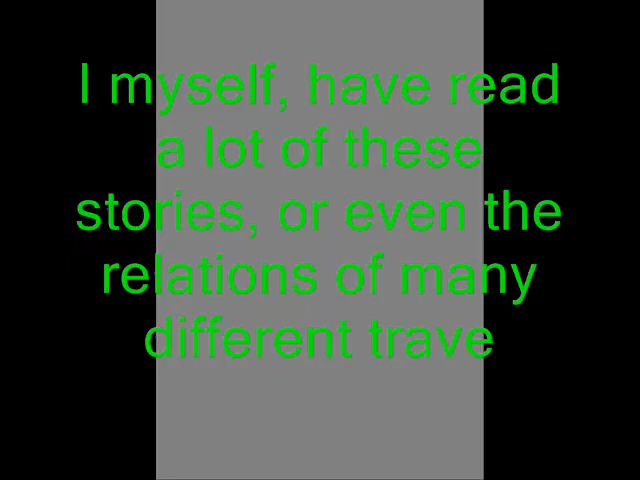 I myself, have read
a lot of these
stories, or even the
relations of many
different trave